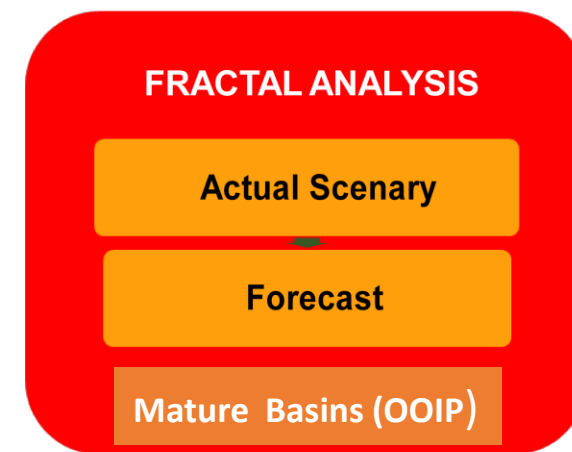 FRACTAL ANALYSIS
Actual Scenary
Forecast
Mature Basins (OOIP)